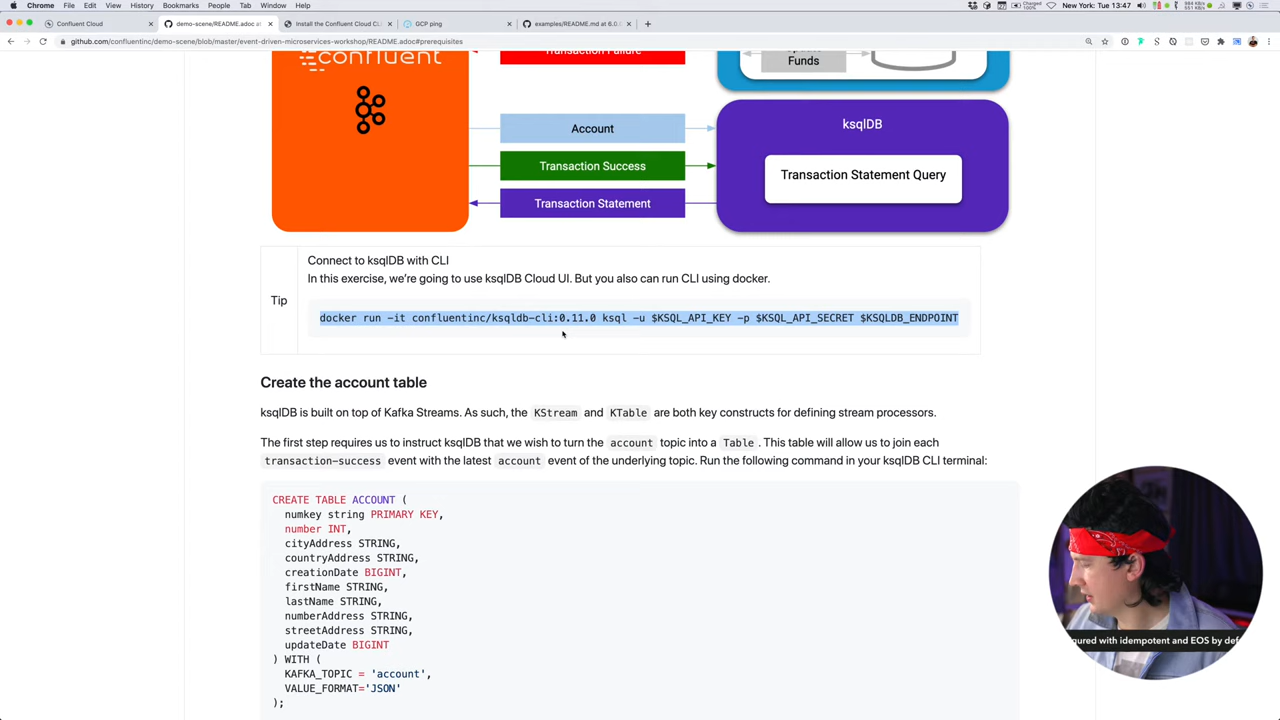 Chrome File Edit View History Bookmarks People Tab Window Help
New York: Tue 13:47
Confluent Cloud
demo-scene/README.adoc at
Install the Confluent Cloud CL
GCP ping
examples/README.md at 6.0.
github.com/confluentinc/demo-scene/blob/master/event-driven-microservices-workshop/README.adoc#prerequisites
confluent
Transaction Failure
Update
Funds
Account
Transaction Success
Transaction Statement
ksqlDB
Transaction Statement Query
Tip
Connect to ksqlDB with CLI
In this exercise, we're going to use ksqlDB Cloud UI. But you also can run CLI using docker.
docker run -it confluentinc/ksqldb-cli:0.11.0 ksql -u $KSQL_API_KEY -p $KSQL_API_SECRET $KSQLDB_ENDPOINT
Create the account table
ksqlDB is built on top of Kafka Streams. As such, the KStream and KTable are both key constructs for defining stream processors.
The first step requires us to instruct ksqlDB that we wish to turn the account topic into a Table . This table will allow us to join each
transaction-success event with the latest account event of the underlying topic. Run the following command in your ksqlDB CLI terminal:
CREATE TABLE ACCOUNT (
numkey string PRIMARY KEY,
number INT,
cityAddress STRING,
countryAddress STRING,
creationDate BIGINT,
firstName STRING,
lastName STRING,
numberAddress STRING,
streetAddress STRING,
updateDate BIGINT
) WITH (
KAFKA_TOPIC = 'account',
VALUE_FORMAT='JSON'
);
gured with idempotent and EOS by def